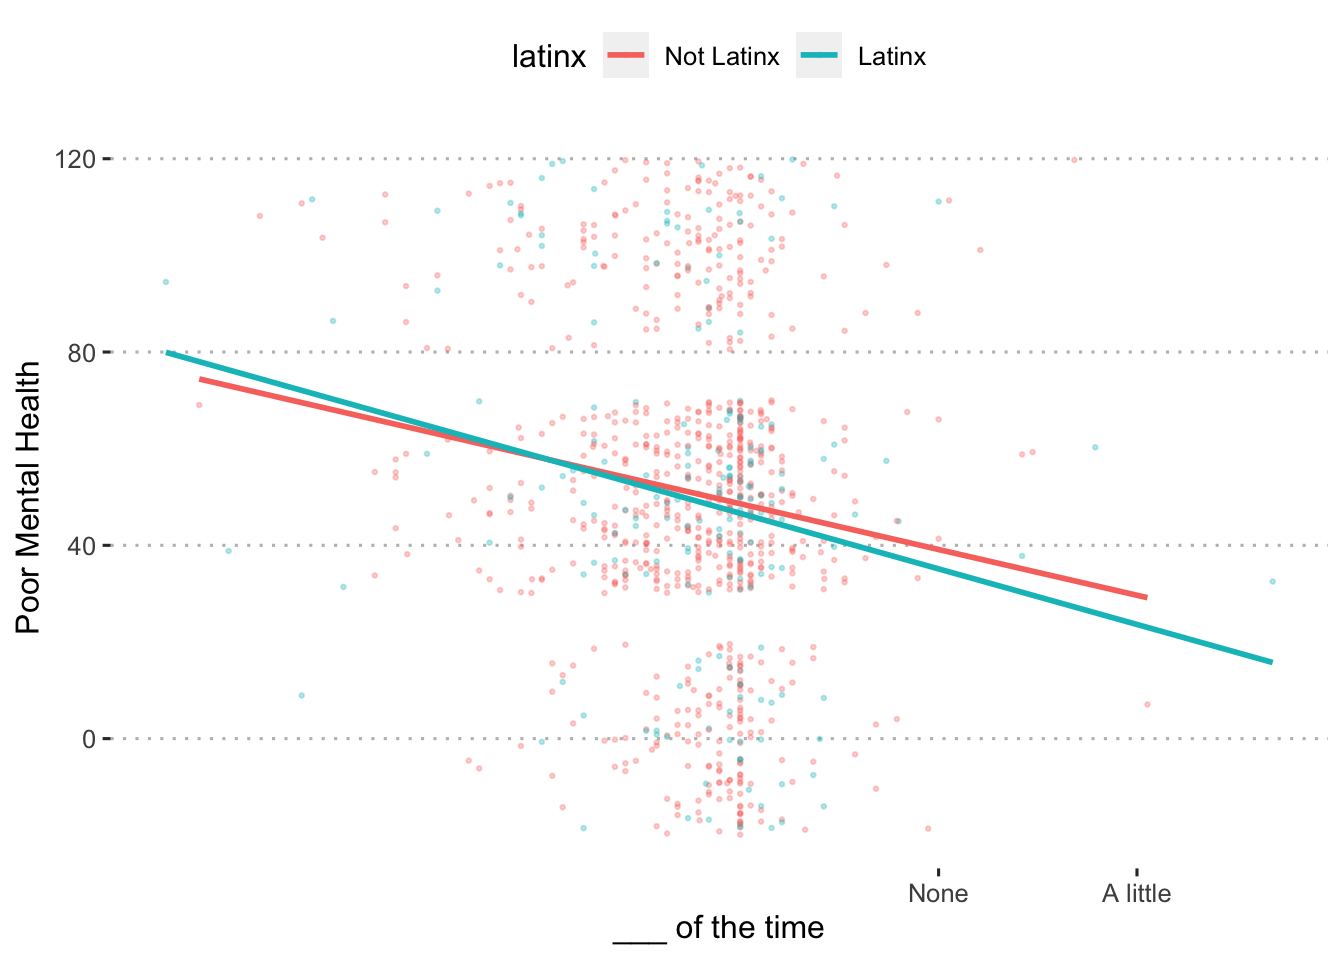 latinx Not Latinx Latinx
120
80
40
0
Poor Mental Health
None A little
___ of the time